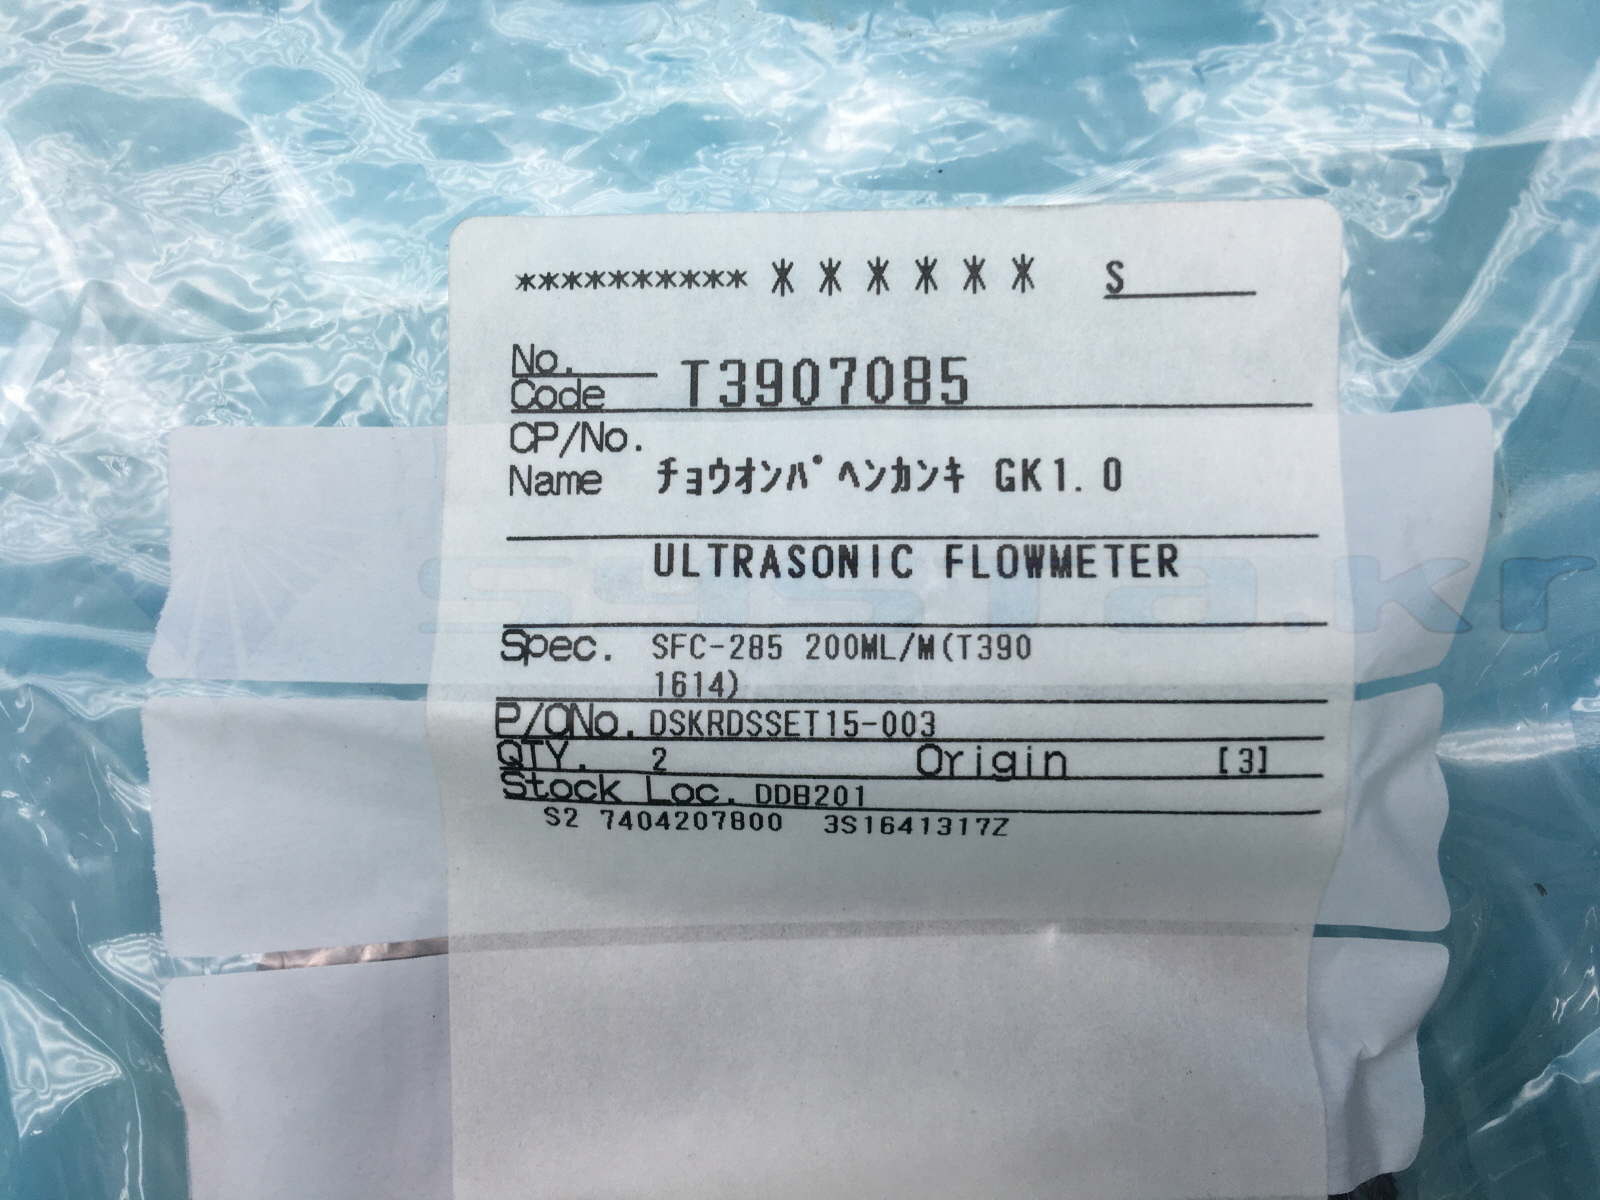 ********** * * * * * * S
No.
Code T3907085
CP/No.
Name ﾁｮｳｵﾝﾊﾟ ﾍﾝｶﾝｷ GK1.0
ULTRASONIC FLOWMETER
systa.kr
Spec. SFC-285 200ML/M(T390
1614)
P/ONo. DSKRDSSET15-003
QTY. 2 Origin [3]
Stock Loc. DDB201
S2 7404207800 3S1641317Z